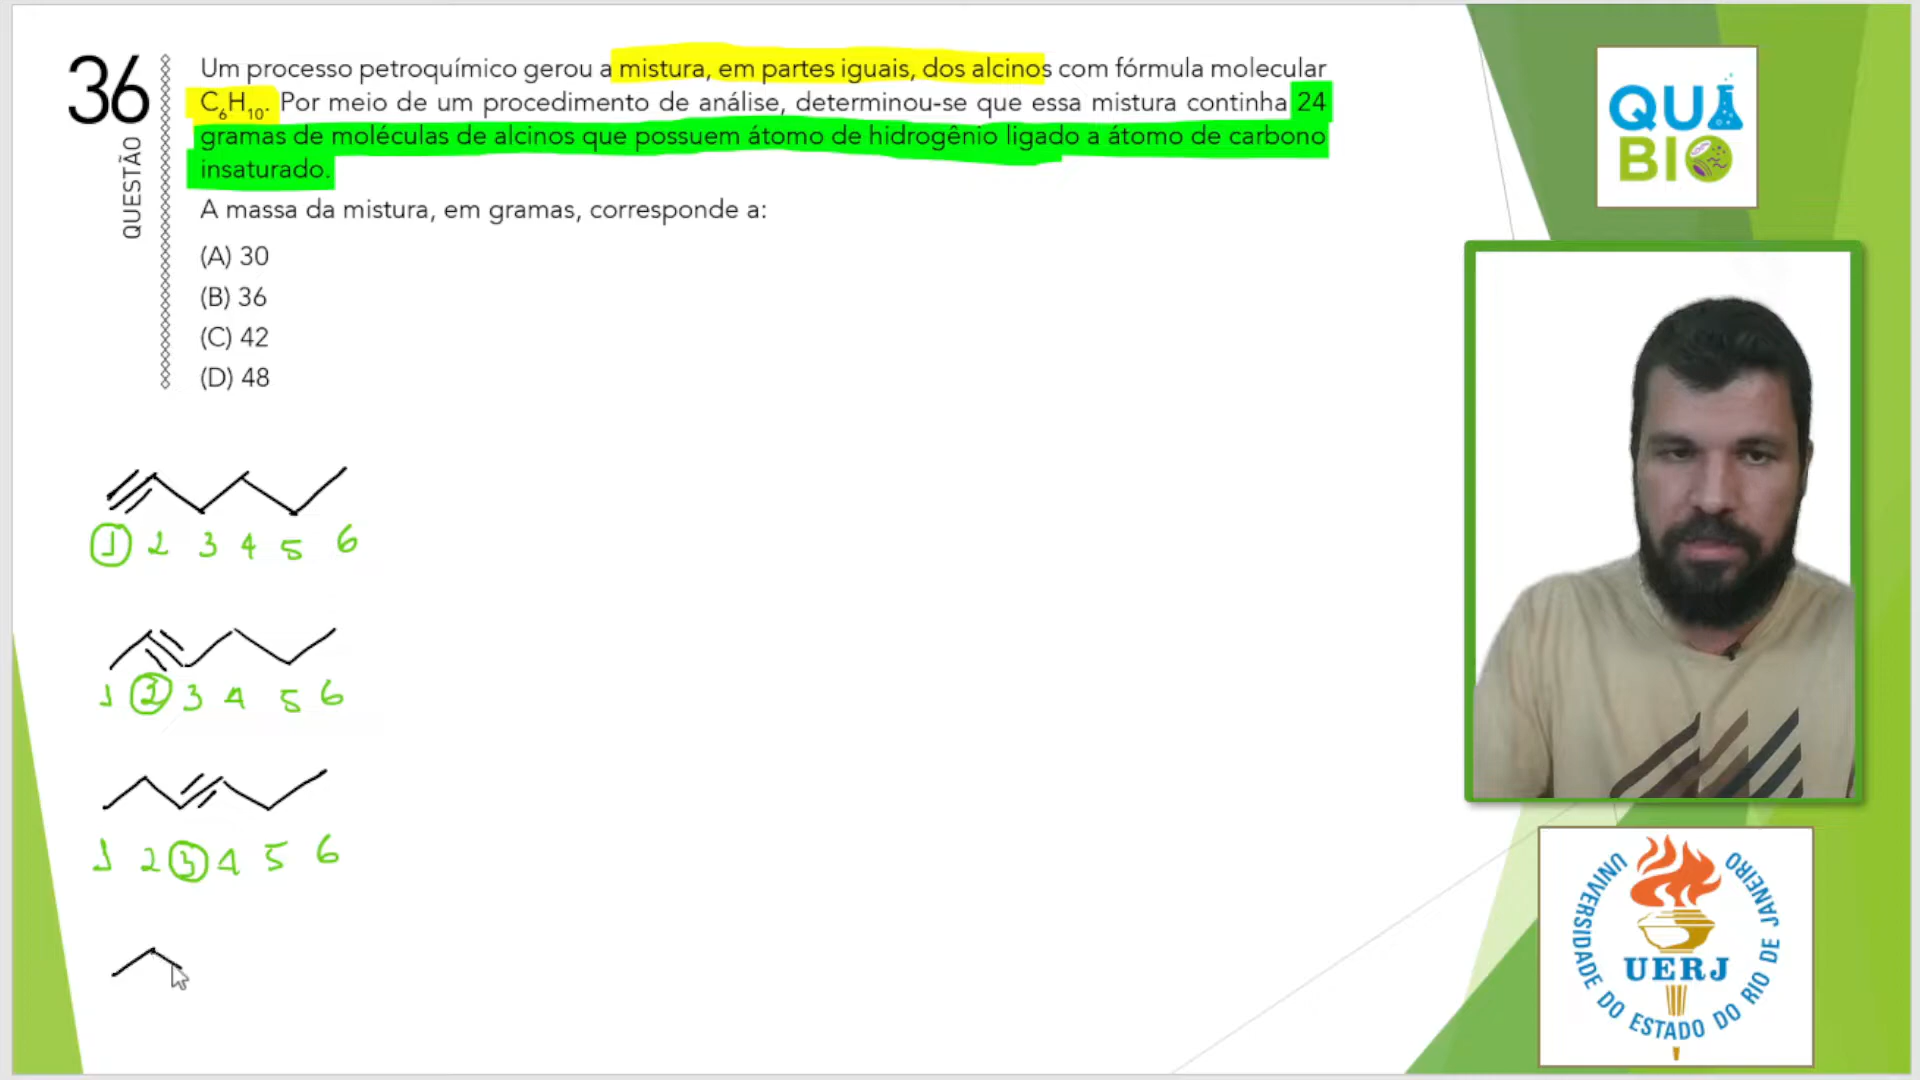 36
QUESTÃO
Um processo petroquímico gerou a mistura, em partes iguais, dos alcinos com fórmula molecular
C₆H₁₀. Por meio de um procedimento de análise, determinou-se que essa mistura continha 24
gramas de moléculas de alcinos que possuem átomo de hidrogênio ligado a átomo de carbono
insaturado.
A massa da mistura, em gramas, corresponde a:
(A) 30
(B) 36
(C) 42
(D) 48
1 2 3 4 5 6
1 2 3 4 5 6
1 2 3 4 5 6
QUI
BIO
UNIVERSIDADE DO ESTADO DO RIO DE JANEIRO
UERJ